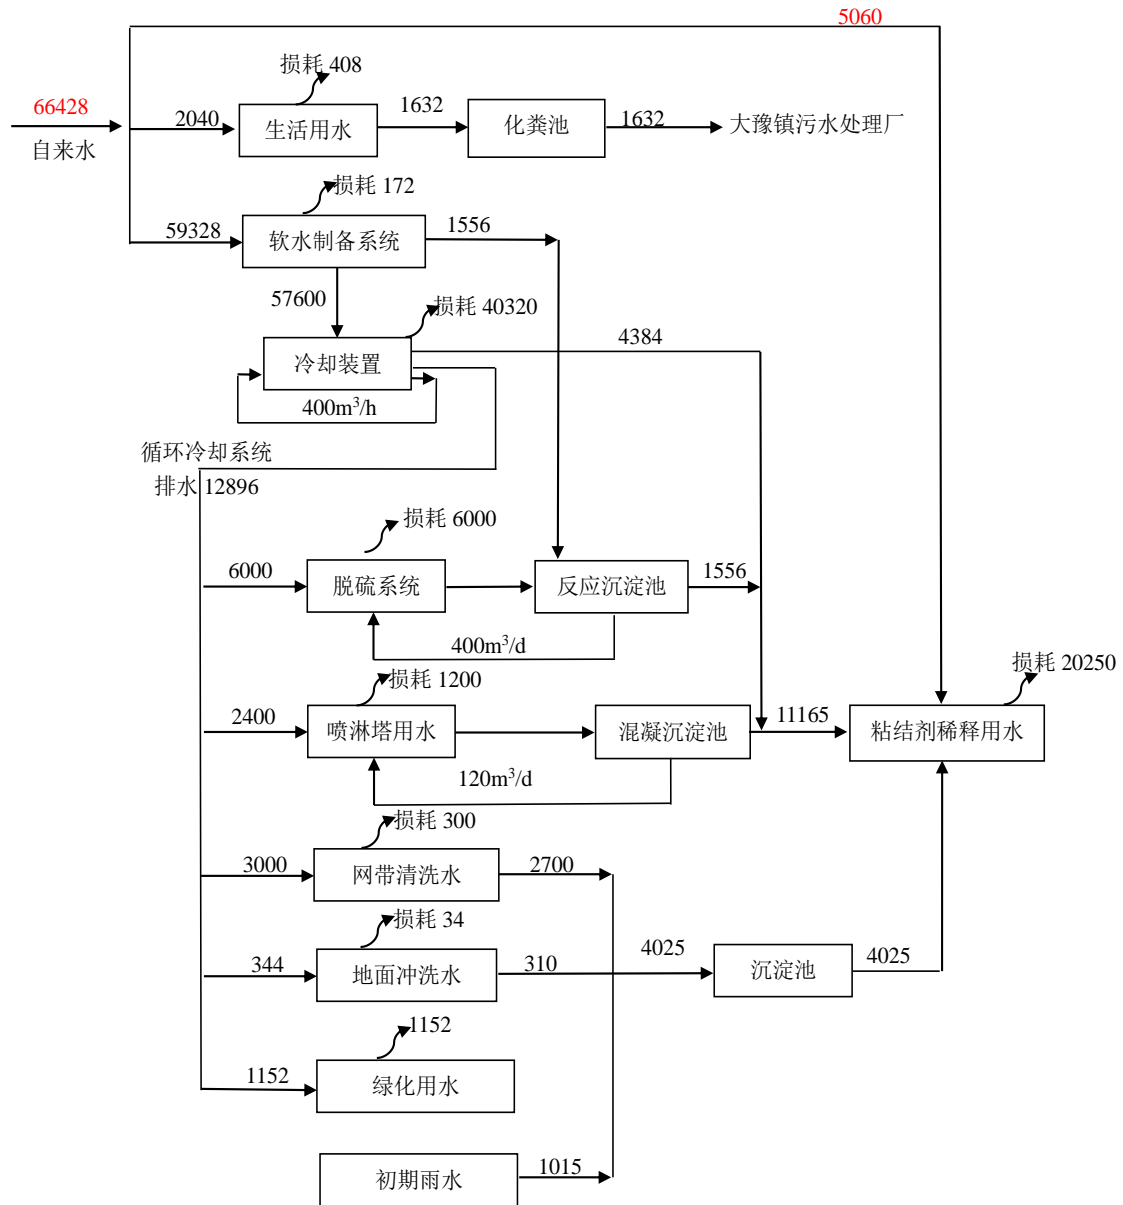 5060
损耗 408
66428
2040
生活用水
1632
化粪池
1632
大豫镇污水处理厂
自来水
损耗 172
59328
软水制备系统
1556
57600
损耗 40320
4384
冷却装置
400m³/h
循环冷却系统
排水 12896
损耗 6000
6000
脱硫系统
反应沉淀池
1556
400m³/d
损耗 20250
损耗 1200
2400
喷淋塔用水
混凝沉淀池
11165
粘结剂稀释用水
120m³/d
损耗 300
3000
网带清洗水
2700
损耗 34
344
地面冲洗水
310
4025
沉淀池
4025
1152
1152
绿化用水
初期雨水
1015